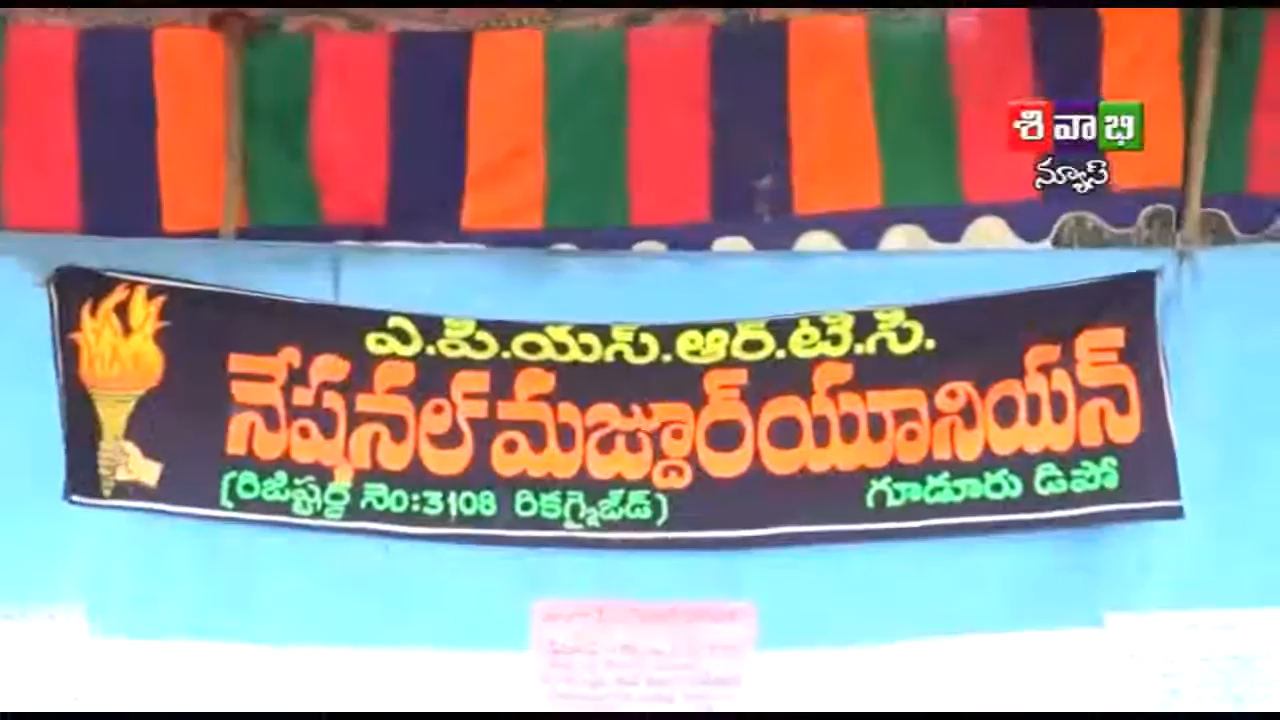 శివాభి
న్యూస్
ఎ.పి.యస్.ఆర్.టి.సి.
నేషనల్ మజ్దూర్ యూనియన్
(రిజిస్టర్డ్ నెం:3108 రికగ్నైజ్‌డ్)
గూడూరు డిపో